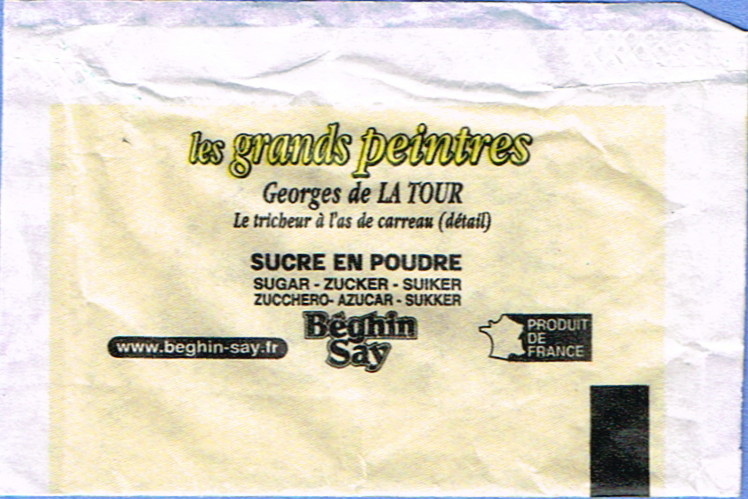 les grands peintres
Georges de LA TOUR
Le tricheur à l'as de carreau (détail)
SUCRE EN POUDRE
SUGAR - ZUCKER - SUIKER
ZUCCHERO- AZUCAR - SUKKER
Béghin
Say
www.beghin-say.fr
PRODUIT
DE
FRANCE